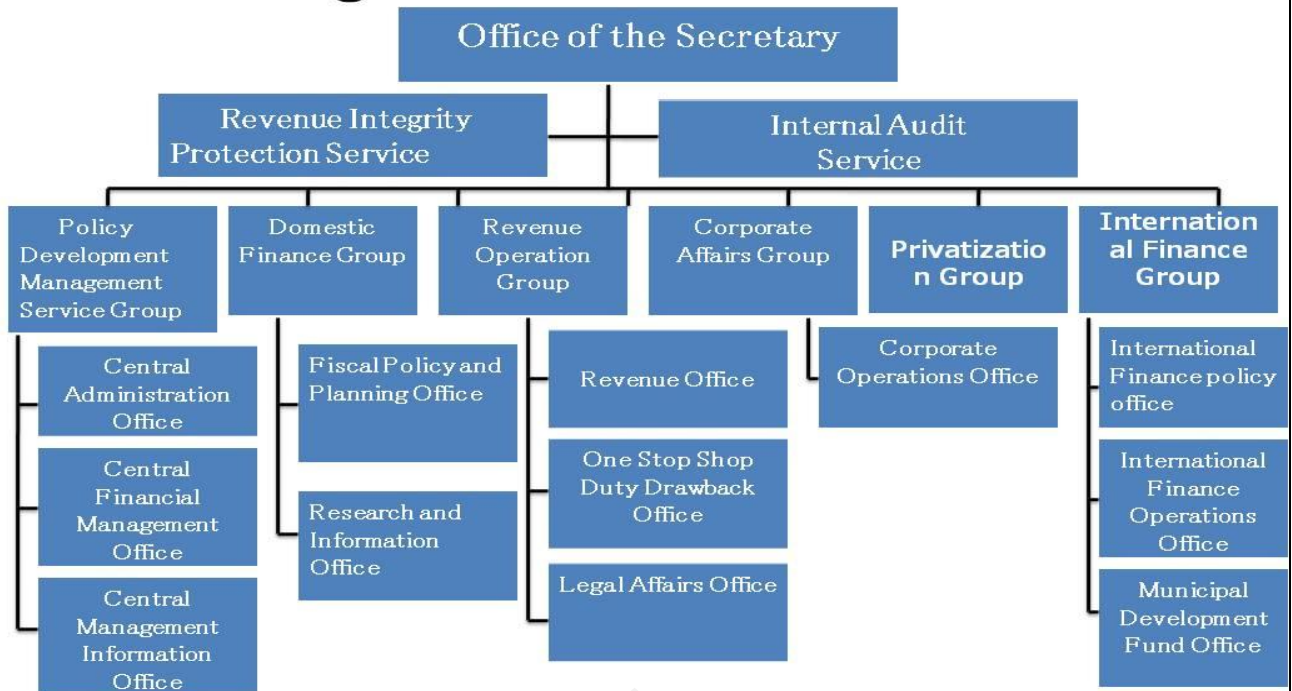 Office of the Secretary
Revenue Integrity
Protection Service
Internal Audit
Service
Policy
Development
Management
Service Group
Domestic
Finance Group
Revenue
Operation
Group
Corporate
Affairs Group
Privatizatio
n Group
Internation
al Finance
Group
Central
Administration
Office
Central
Financial
Management
Office
Central
Management
Information
Office
Fiscal Policy and
Planning Office
Research and
Information
Office
Revenue Office
One Stop Shop
Duty Drawback
Office
Legal Affairs Office
Corporate
Operations Office
International
Finance policy
office
International
Finance
Operations
Office
Municipal
Development
Fund Office